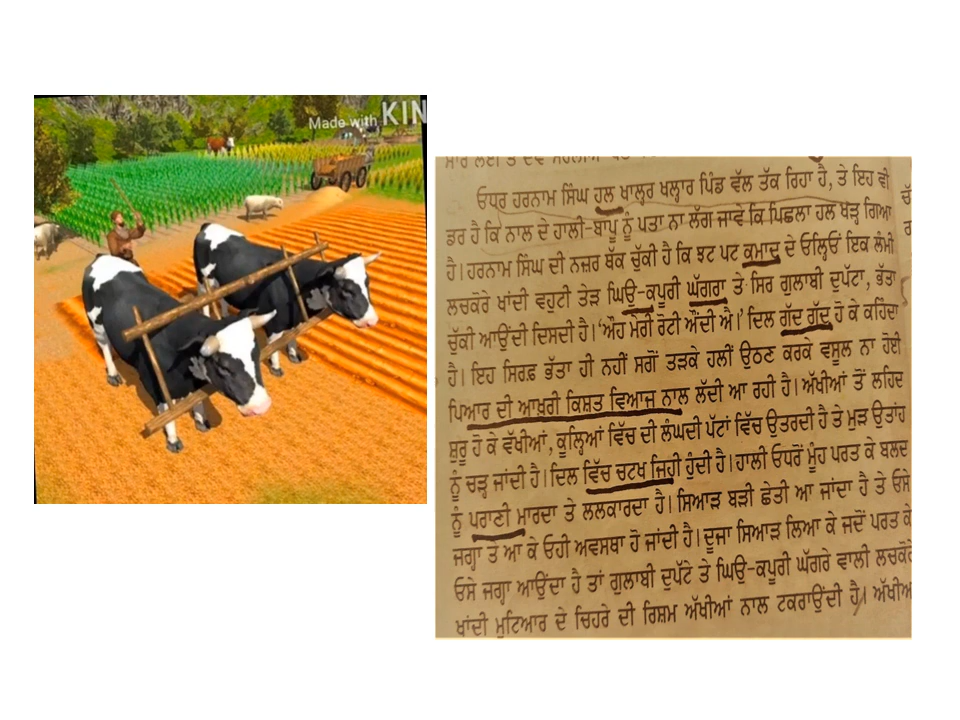 Made with KIN
ਓਧਰ ਹਰਨਾਮ ਸਿੰਘ ਹਲ ਖਾਲ੍ਹਰ ਖਲ੍ਹਾਰ ਪਿੰਡ ਵੱਲ ਤੱਕ ਰਿਹਾ ਹੈ, ਤੇ ਇਹ ਵੀ
ਡਰ ਹੈ ਕਿ ਨਾਲ ਦੇ ਹਾਲੀ-ਬਾਪੂ ਨੂੰ ਪਤਾ ਨਾ ਲੱਗ ਜਾਵੇ ਕਿ ਪਿਛਲਾ ਹਲ ਖੜ੍ਹ ਗਿਆ
ਹੈ। ਹਰਨਾਮ ਸਿੰਘ ਦੀ ਨਜ਼ਰ ਥੱਕ ਚੁੱਕੀ ਹੈ ਕਿ ਝਟ ਪਟ ਕਮਾਦ ਦੇ ਓਲ੍ਹਿਓਂ ਇਕ ਲੰਮੀ
ਲਚਕੋਰੇ ਖਾਂਦੀ ਵਹੁਟੀ ਤੇੜ ਘਿਉ-ਕਪੂਰੀ ਘੱਗਰਾ ਤੇ ਸਿਰ ਗੁਲਾਬੀ ਦੁਪੱਟਾ, ਭੱਤਾ
ਚੁੱਕੀ ਆਉਂਦੀ ਦਿਸਦੀ ਹੈ। ‘ਔਹ ਮੇਰੀ ਰੋਟੀ ਔਂਦੀ ਐ।’ ਦਿਲ ਗੱਦ ਗੱਦ ਹੋ ਕੇ ਕਹਿੰਦਾ
ਹੈ। ਇਹ ਸਿਰਫ਼ ਭੱਤਾ ਹੀ ਨਹੀਂ ਸਗੋਂ ਤੜਕੇ ਹਲੀਂ ਉਠਣ ਕਰਕੇ ਵਸੂਲ ਨਾ ਹੋਈ
ਪਿਆਰ ਦੀ ਆਖ਼ਰੀ ਕਿਸ਼ਤ ਵਿਆਜ ਨਾਲ ਲੱਦੀ ਆ ਰਹੀ ਹੈ। ਅੱਖੀਆਂ ਤੋਂ ਲਹਿਦ
ਸ਼ੁਰੂ ਹੋ ਕੇ ਵੱਖੀਆਂ, ਕੂਲ੍ਹਿਆਂ ਵਿੱਚ ਦੀ ਲੰਘਦੀ ਪੱਟਾਂ ਵਿੱਚ ਉਤਰਦੀ ਹੈ ਤੇ ਮੁੜ ਉਤਾਂਹ
ਨੂੰ ਚੜ੍ਹ ਜਾਂਦੀ ਹੈ। ਦਿਲ ਵਿੱਚ ਚਟਖ ਜਿਹੀ ਹੁੰਦੀ ਹੈ। ਹਾਲੀ ਓਧਰੋਂ ਮੂੰਹ ਪਰਤ ਕੇ ਬਲਦ
ਨੂੰ ਪਰਾਣੀ ਮਾਰਦਾ ਤੇ ਲਲਕਾਰਦਾ ਹੈ। ਸਿਆੜ ਬੜੀ ਛੇਤੀ ਆ ਜਾਂਦਾ ਹੈ ਤੇ ਓਸੇ
ਜਗ੍ਹਾ ਤੇ ਆ ਕੇ ਓਹੀ ਅਵਸਥਾ ਹੋ ਜਾਂਦੀ ਹੈ। ਦੂਜਾ ਸਿਆੜ ਲਿਆ ਕੇ ਜਦੋਂ ਪਰਤ ਕੇ
ਓਸੇ ਜਗ੍ਹਾ ਆਉਂਦਾ ਹੈ ਤਾਂ ਗੁਲਾਬੀ ਦੁਪੱਟੇ ਤੇ ਘਿਉ-ਕਪੂਰੀ ਘੱਗਰੇ ਵਾਲੀ ਲਚਕੋਰੇ
ਖਾਂਦੀ ਮੁਟਿਆਰ ਦੇ ਚਿਹਰੇ ਦੀ ਰਿਸ਼ਮ ਅੱਖੀਆਂ ਨਾਲ ਟਕਰਾਉਂਦੀ ਹੈ। ਅੱਖੀਆ